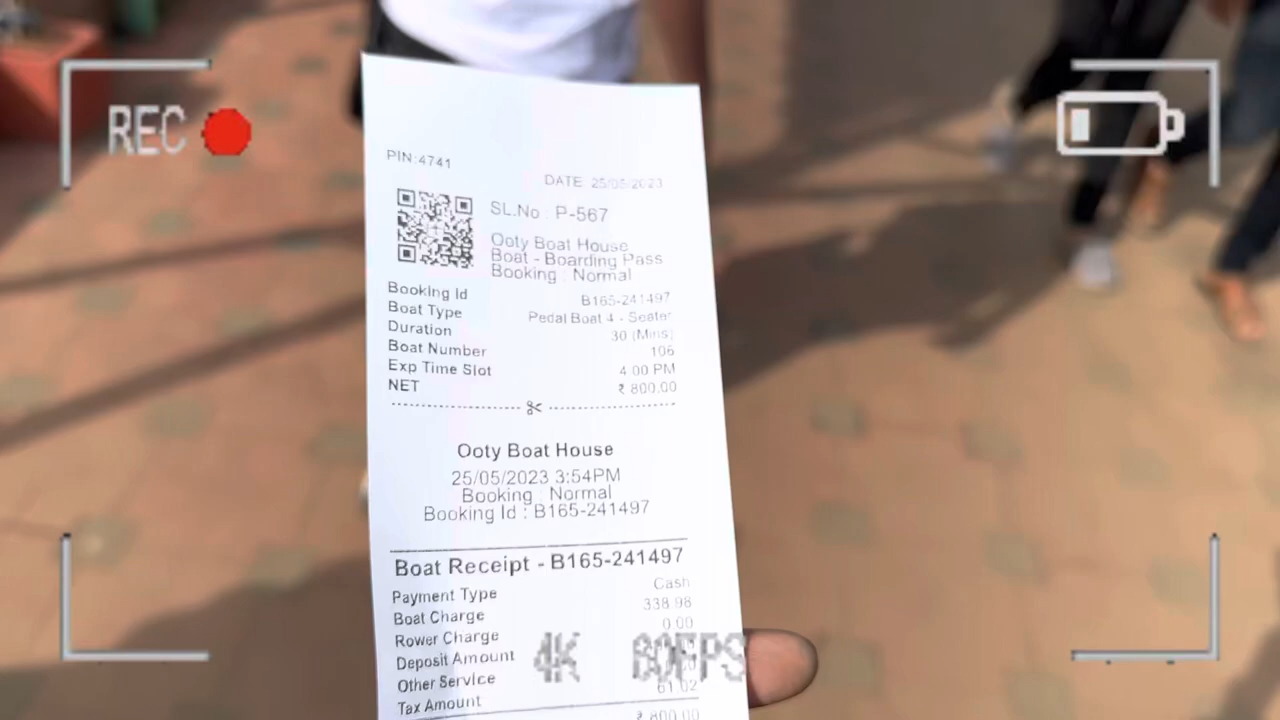 REC
PIN:4741
DATE: 25/05/2023
SL.No : P-567
Ooty Boat House
Boat - Boarding Pass
Booking : Normal
Booking Id B165-241497
Boat Type Pedal Boat 4 - Seater
Duration 30 (Mins)
Boat Number 106
Exp Time Slot 4:00 PM
NET ₹ 800.00
Ooty Boat House
25/05/2023 3:54PM
Booking : Normal
Booking Id : B165-241497
Boat Receipt - B165-241497
Payment Type Cash
Boat Charge 338.98
Rower Charge 0.00
Deposit Amount
Other Service
Tax Amount 61.02
₹ 800.00
4K 60FPS